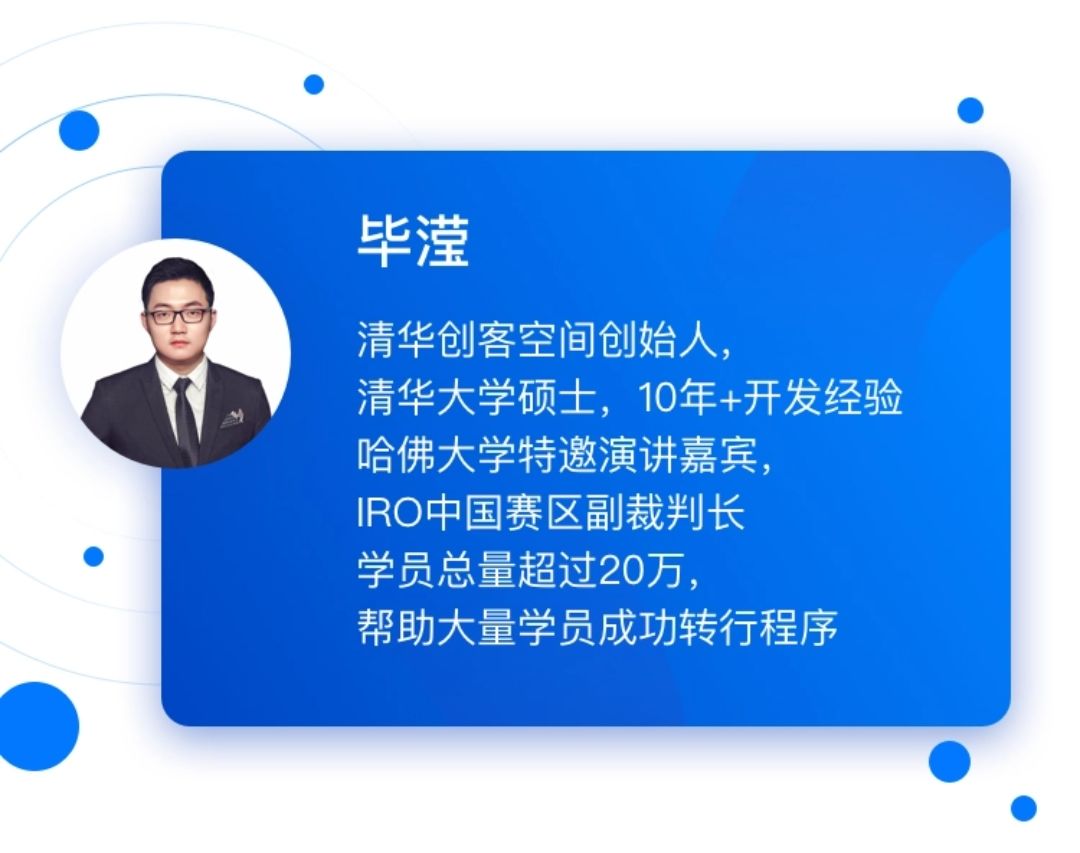 毕滢
清华创客空间创始人，
清华大学硕士，10年+开发经验
哈佛大学特邀演讲嘉宾，
IRO中国赛区副裁判长
学员总量超过20万，
帮助大量学员成功转行程序